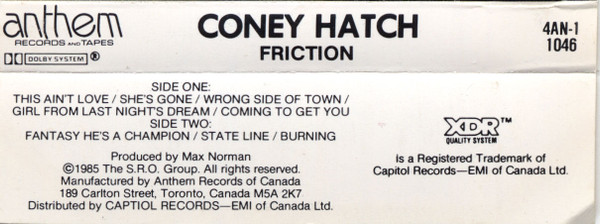 anthem
RECORDS AND TAPES
DOLBY SYSTEM ®
CONEY HATCH
FRICTION
4AN-1
1046
SIDE ONE:
THIS AIN'T LOVE / SHE'S GONE / WRONG SIDE OF TOWN /
GIRL FROM LAST NIGHT'S DREAM / COMING TO GET YOU
SIDE TWO:
FANTASY HE'S A CHAMPION / STATE LINE / BURNING
Produced by Max Norman
©1985 The S.R.O. Group. All rights reserved.
Manufactured by Anthem Records of Canada
189 Carlton Street, Toronto, Canada M5A 2K7
Distributed by CAPTIOL RECORDS—EMI of Canada Ltd.
XDR™
QUALITY SYSTEM
Is a Registered Trademark of
Capitol Records—EMI of Canada Ltd.